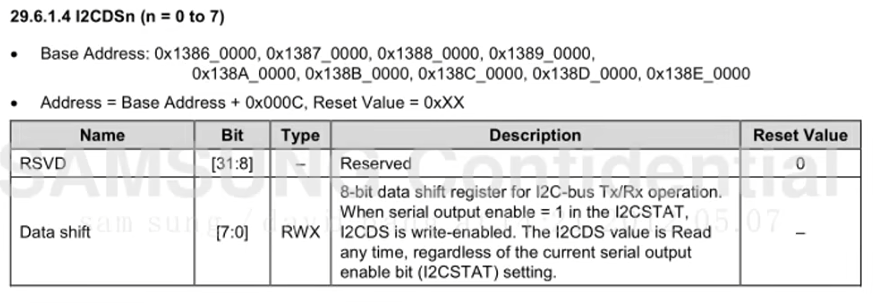 29.6.1.4 I2CDSn (n = 0 to 7)
• Base Address: 0x1386_0000, 0x1387_0000, 0x1388_0000, 0x1389_0000,
0x138A_0000, 0x138B_0000, 0x138C_0000, 0x138D_0000, 0x138E_0000
• Address = Base Address + 0x000C, Reset Value = 0xXX
Name Bit Type Description Reset Value
RSVD [31:8] – Reserved 0
SAMSUNG Confidential
8-bit data shift register for I2C-bus Tx/Rx operation.
When serial output enable = 1 in the I2CSTAT,
Data shift [7:0] RWX I2CDS is write-enabled. The I2CDS value is Read –
any time, regardless of the current serial output
enable bit (I2CSTAT) setting.
sam sung / 05.07